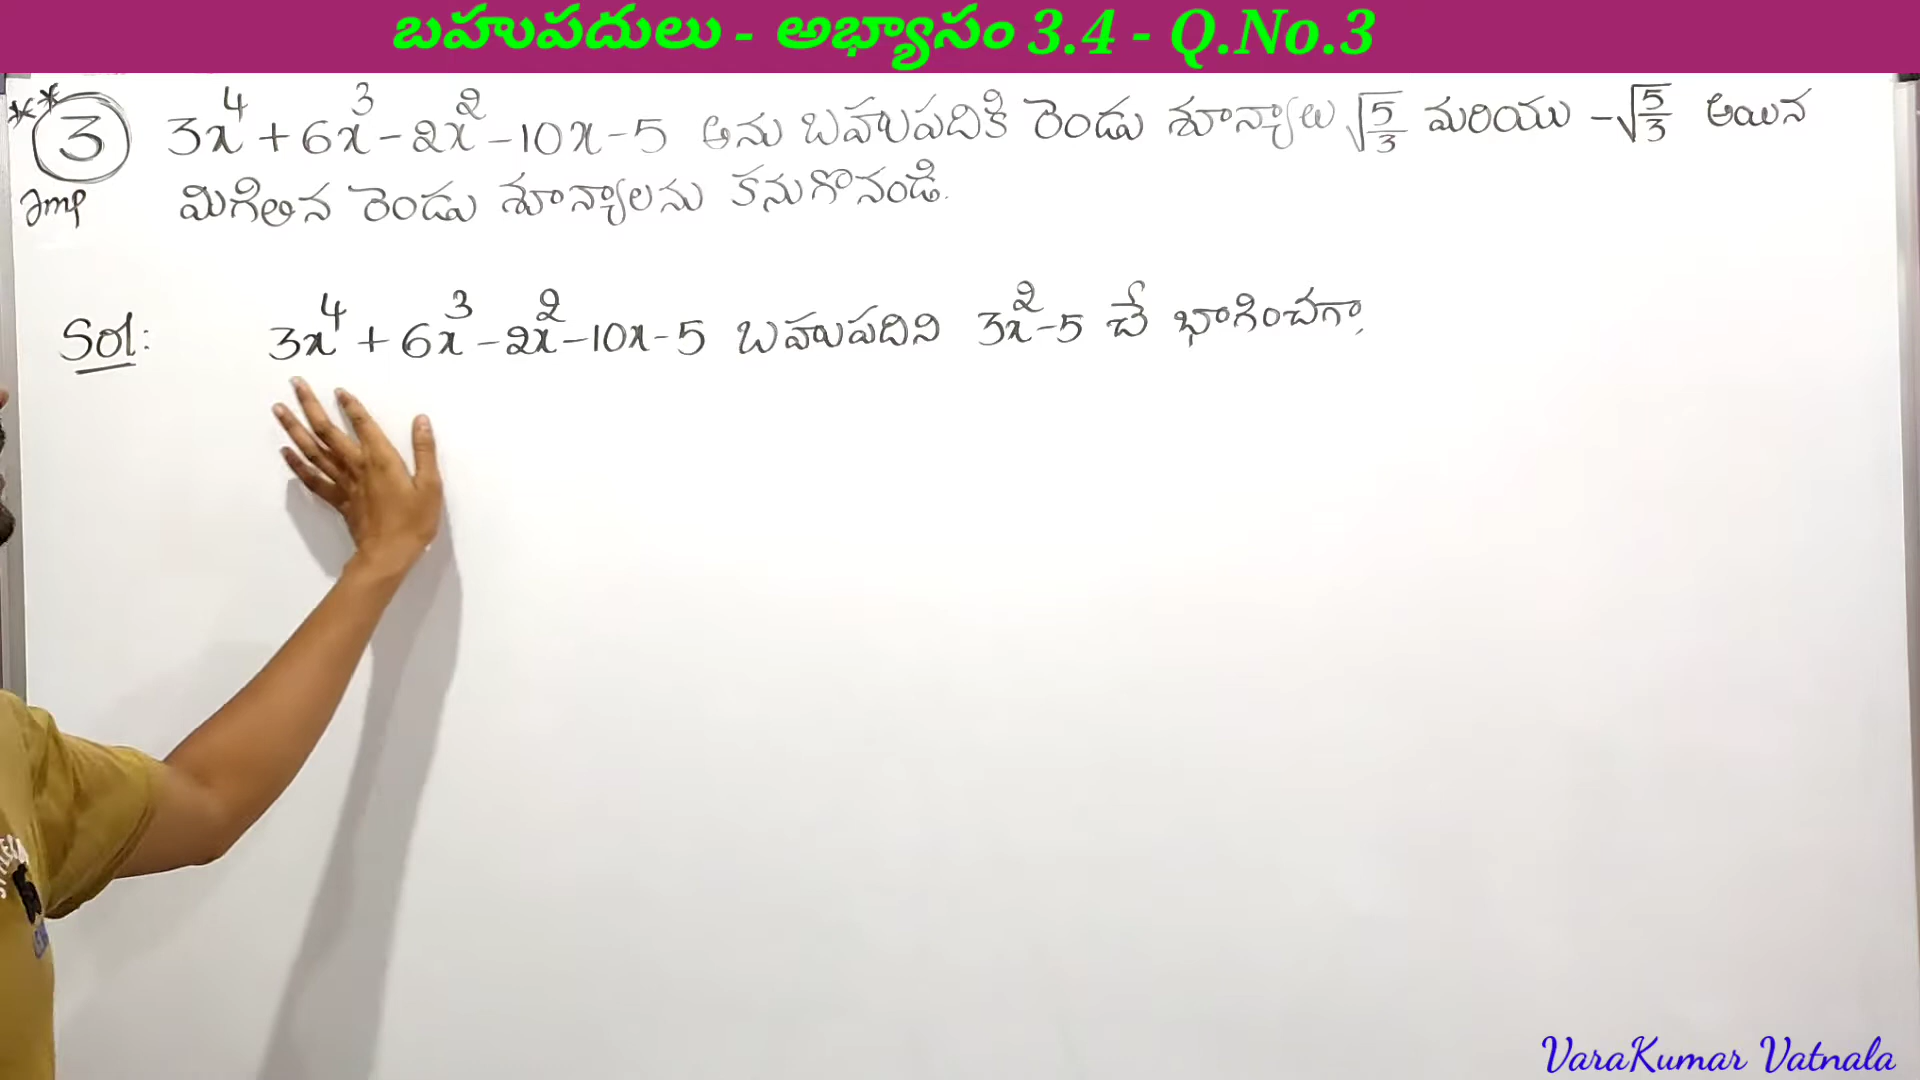 బహుపదులు - అభ్యాసం 3.4 - Q.No.3
** 3 3x⁴ + 6x³ - 2x² - 10x - 5 అను బహుపదికి రెండు శూన్యాలు √5/3 మరియు -√5/3 అయిన
Imp మిగిలిన రెండు శూన్యాలను కనుగొనండి.
Sol: 3x⁴ + 6x³ - 2x² - 10x - 5 బహుపదిని 3x² - 5 చే భాగించగా,
VaraKumar Vatnala